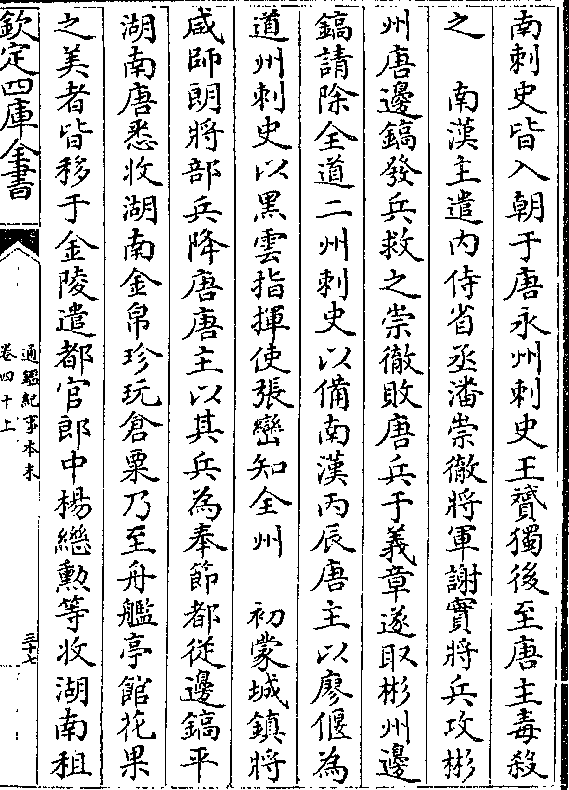 南刺史皆入朝于唐永州刺史王贇獨後至唐主毒殺
之　南漢主遣内侍省丞潘崇徹將軍謝實將兵攻彬
州唐邊鎬發兵救之崇徹敗唐兵于義章遂取彬州邊
鎬請除全道二州刺史以備南漢丙辰唐主以廖偃為
道州刺史以黑雲指揮使張巒知全州　初蒙城鎮將
咸師朗將部兵降唐唐主以其兵為奉節都從邊鎬平
湖南唐悉收湖南金帛珍玩倉粟乃至舟艦亭館花果
之美者皆移于金陵遣都官郎中楊繼勲等收湖南租
欽定四庫全書
通鑑紀事本末
卷四十上
三十七